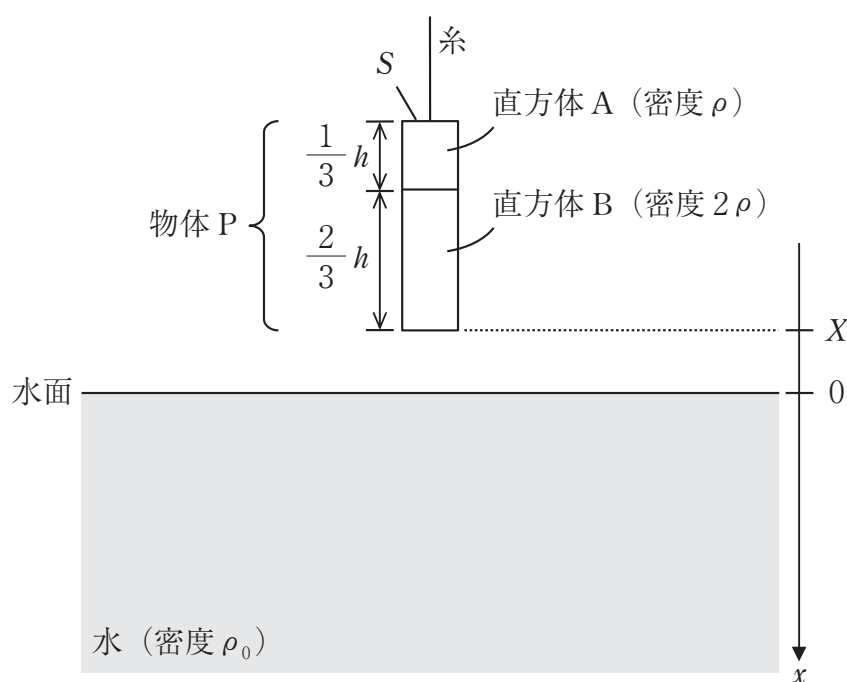 糸
S
直方体 A（密度 ρ）
1/3 h
直方体 B（密度 2ρ）
物体 P
2/3 h
X
水面
0
水（密度 ρ₀）
x